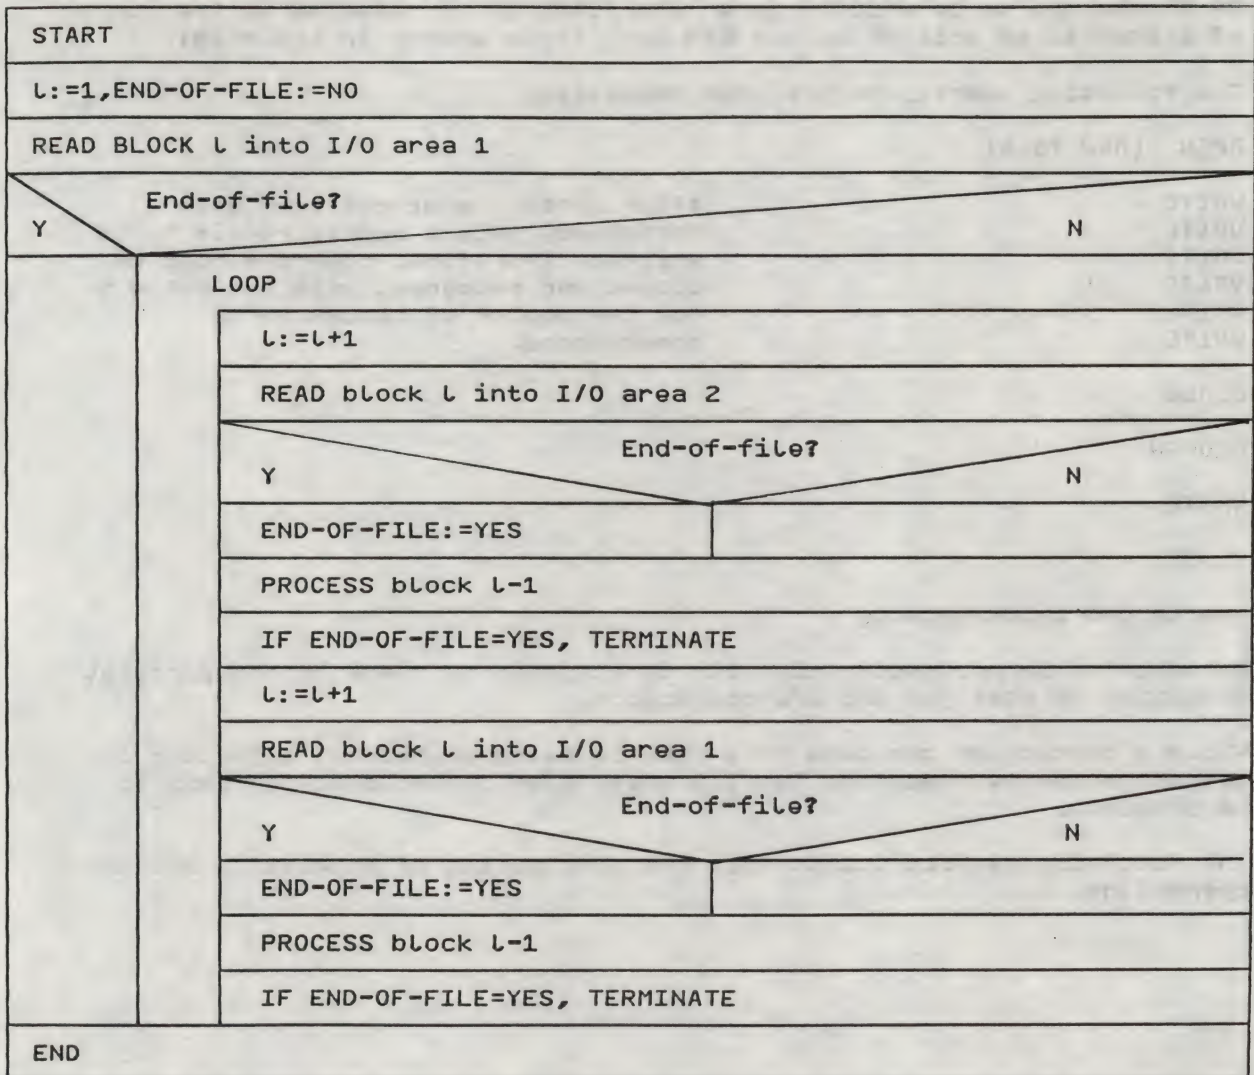 START
l:=1,END-OF-FILE:=NO
READ BLOCK l into I/O area 1
End-of-file?
Y N
LOOP
l:=l+1
READ block l into I/O area 2
End-of-file?
Y N
END-OF-FILE:=YES
PROCESS block l-1
IF END-OF-FILE=YES, TERMINATE
l:=l+1
READ block l into I/O area 1
End-of-file?
Y N
END-OF-FILE:=YES
PROCESS block l-1
IF END-OF-FILE=YES, TERMINATE
END